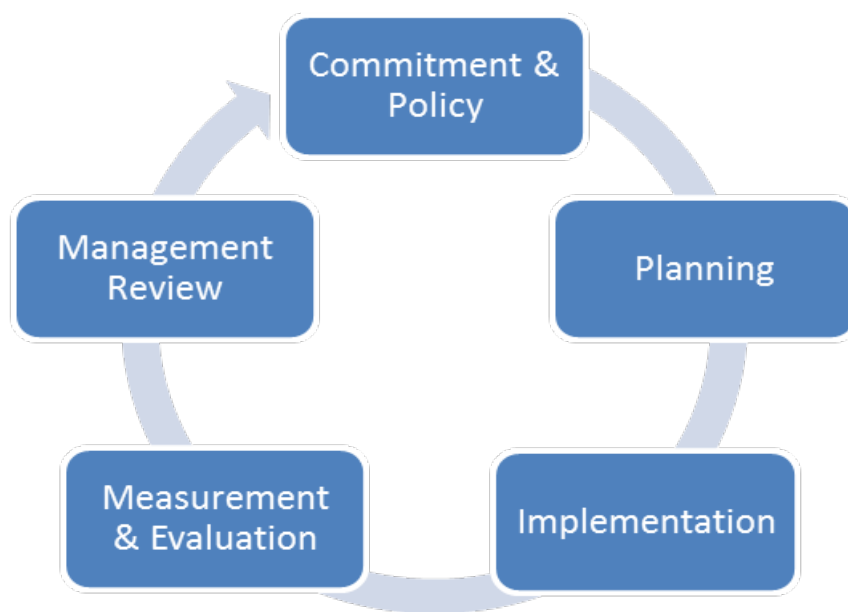 Commitment &
Policy
Planning
Implementation
Measurement
& Evaluation
Management
Review